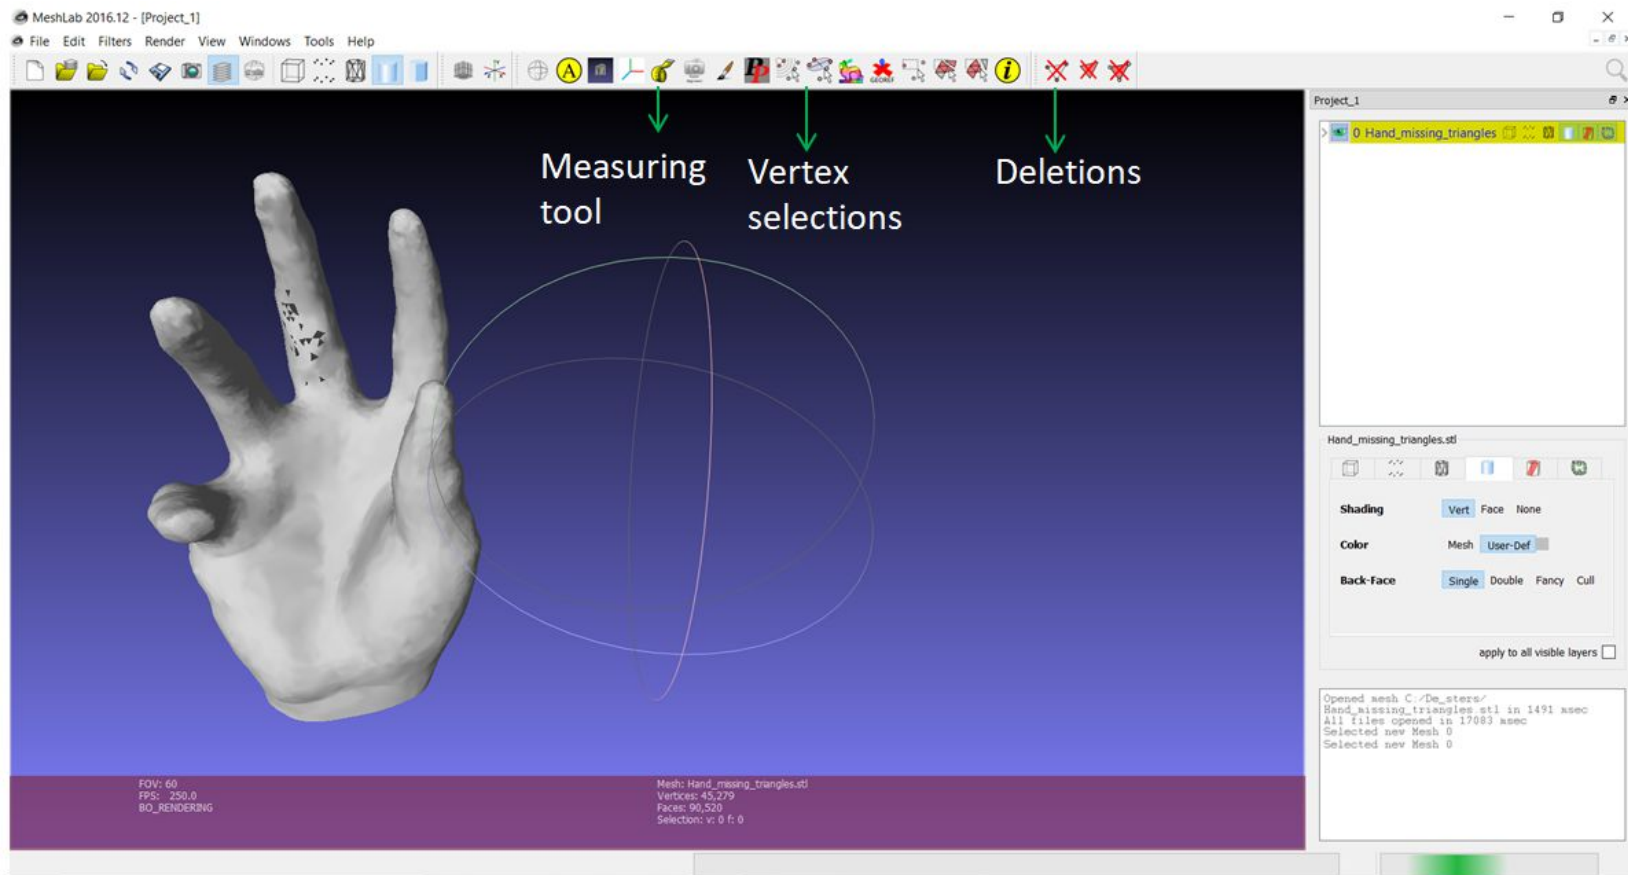 MeshLab 2016.12 - [Project_1]
File Edit Filters Render View Windows Tools Help
A
Pp
GEOREF
i
Measuring
tool
Vertex
selections
Deletions
Project_1
0 Hand_missing_triangles
Hand_missing_triangles.stl
Shading Vert Face None
Color Mesh User-Def
Back-Face Single Double Fancy Cull
apply to all visible layers
Opened mesh C:/De_sters/
Hand_missing_triangles.stl in 1491 msec
All files opened in 17083 msec
Selected new Mesh 0
Selected new Mesh 0
FOV: 60
FPS: 250.0
BO_RENDERING
Mesh: Hand_missing_triangles.stl
Vertices: 45,279
Faces: 90,520
Selection: v: 0 f: 0